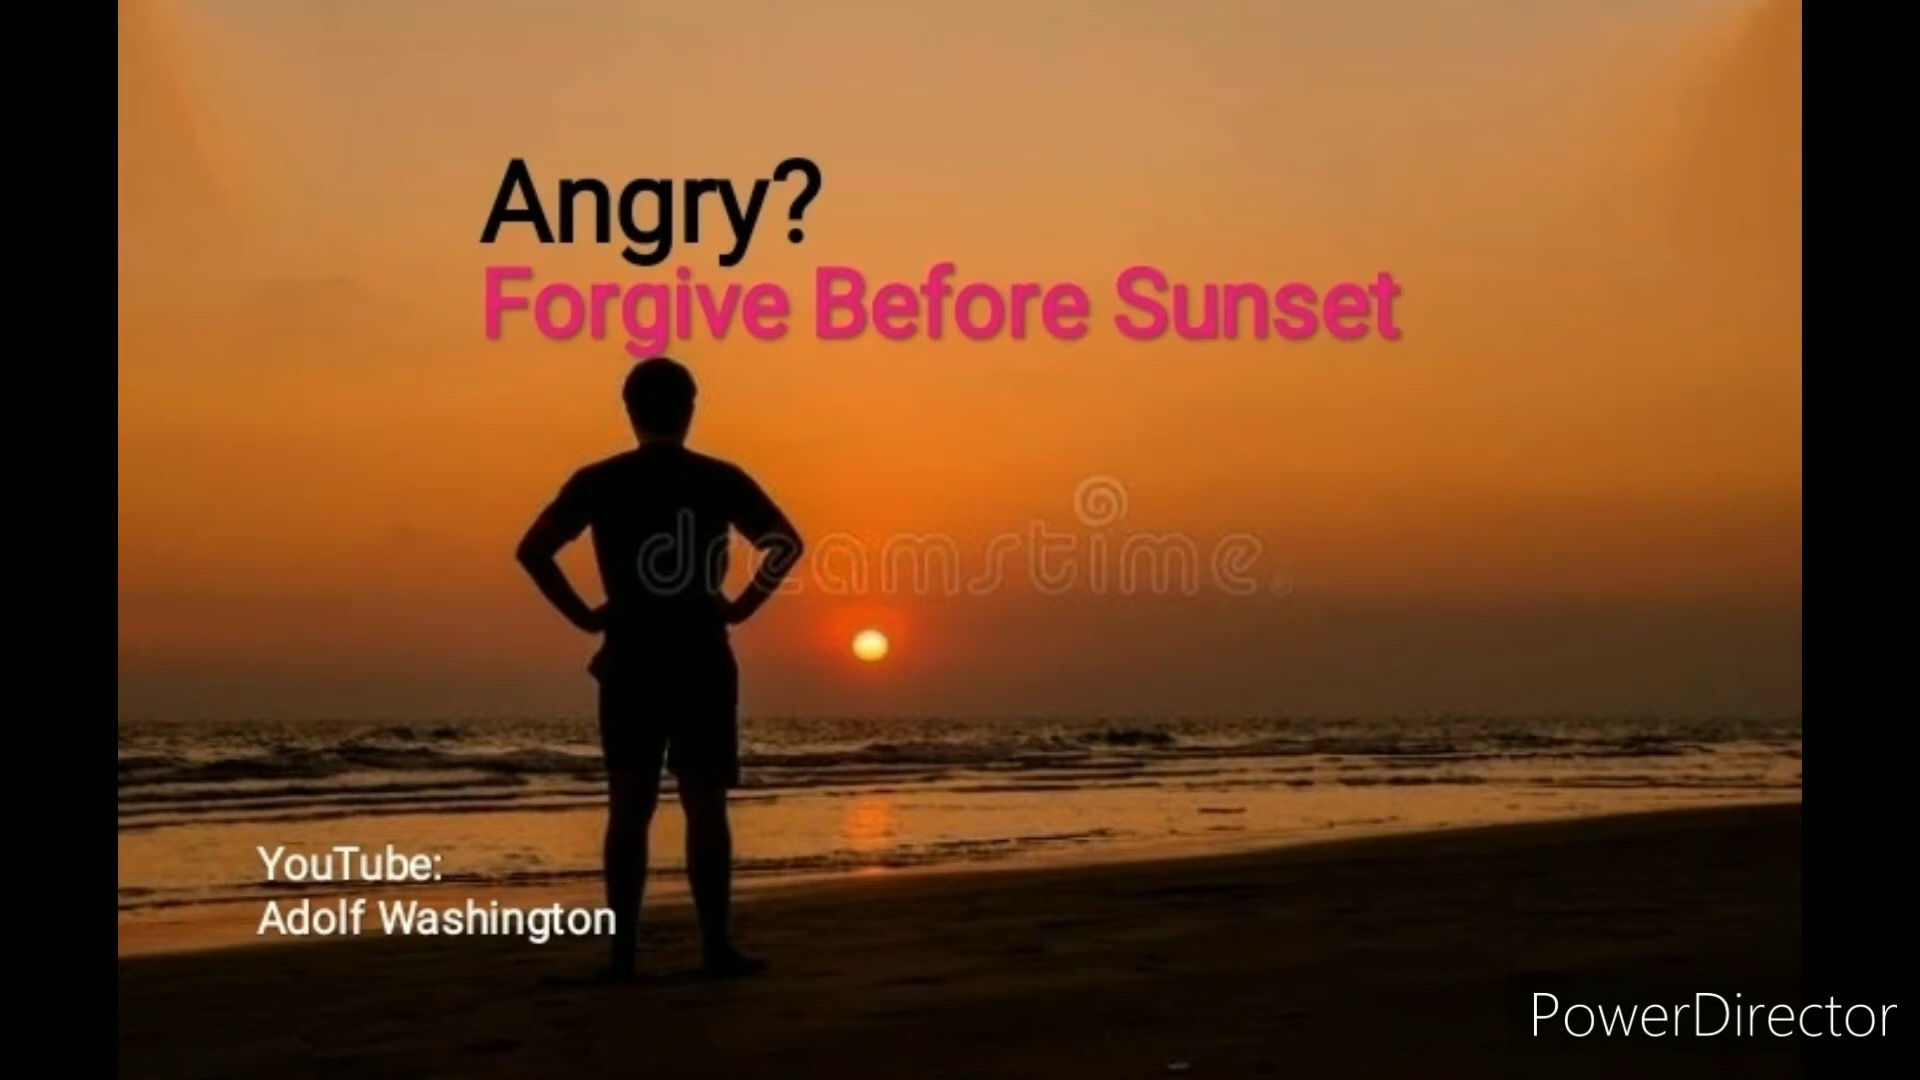 Angry?
Forgive Before Sunset
dreamstime.
YouTube:
Adolf Washington
PowerDirector